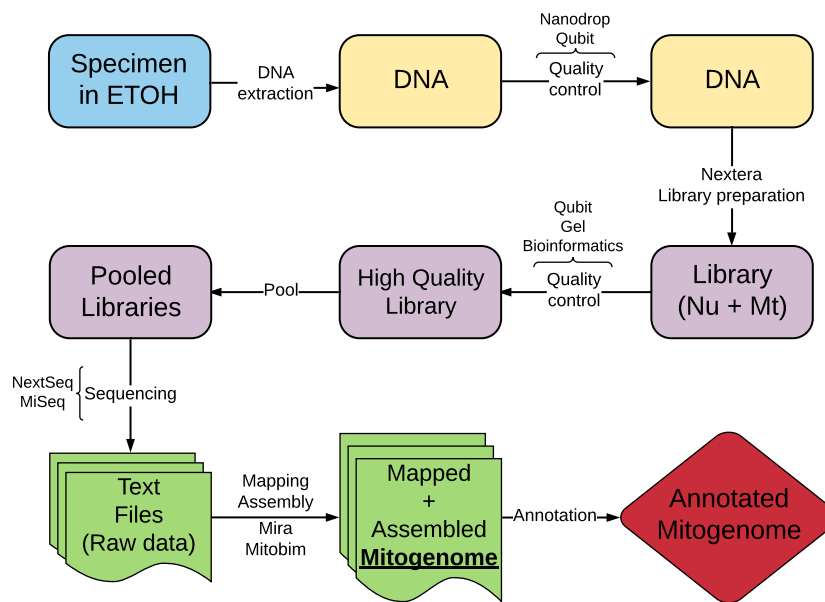 Specimen
in ETOH
DNA
extraction
DNA
Nanodrop
Qubit
Quality
control
DNA
Nextera
Library preparation
Library
(Nu + Mt)
Qubit
Gel
Bioinformatics
Quality
control
High Quality
Library
Pool
Pooled
Libraries
NextSeq
MiSeq
Sequencing
Text
Files
(Raw data)
Mapping
Assembly
Mira
Mitobim
Mapped
+
Assembled
Mitogenome
Annotation
Annotated
Mitogenome